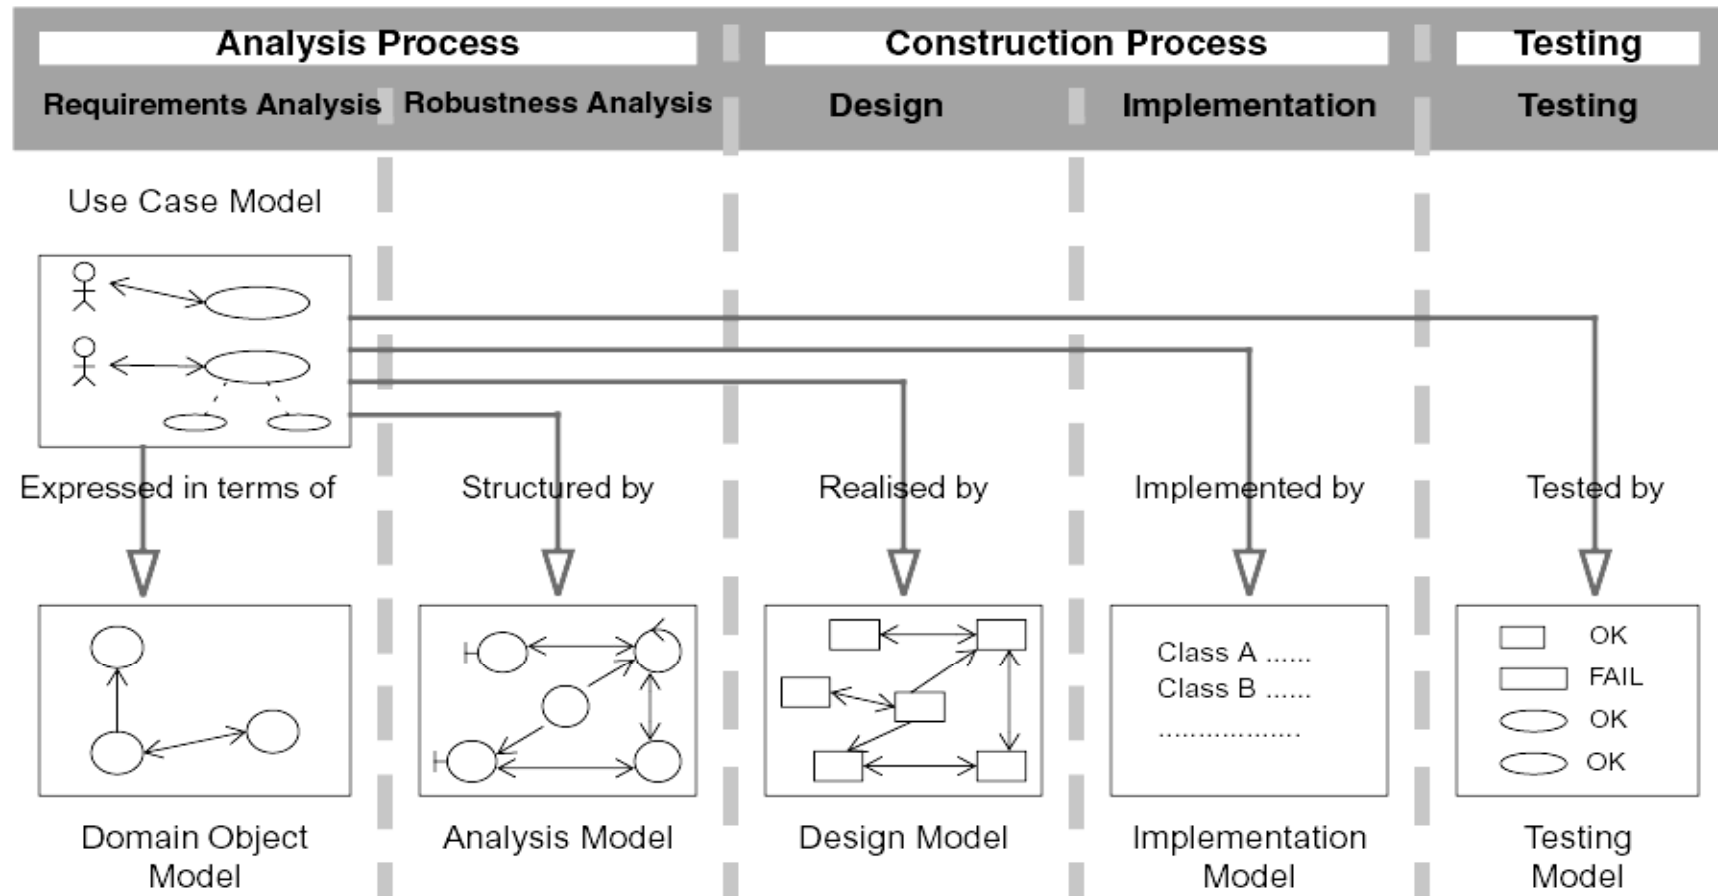 Analysis Process
Construction Process
Testing
Requirements Analysis
Robustness Analysis
Design
Implementation
Testing
Use Case Model
Expressed in terms of
Structured by
Realised by
Implemented by
Tested by
Class A ......
Class B ......
..................
OK
FAIL
OK
OK
Domain Object
Model
Analysis Model
Design Model
Implementation
Model
Testing
Model